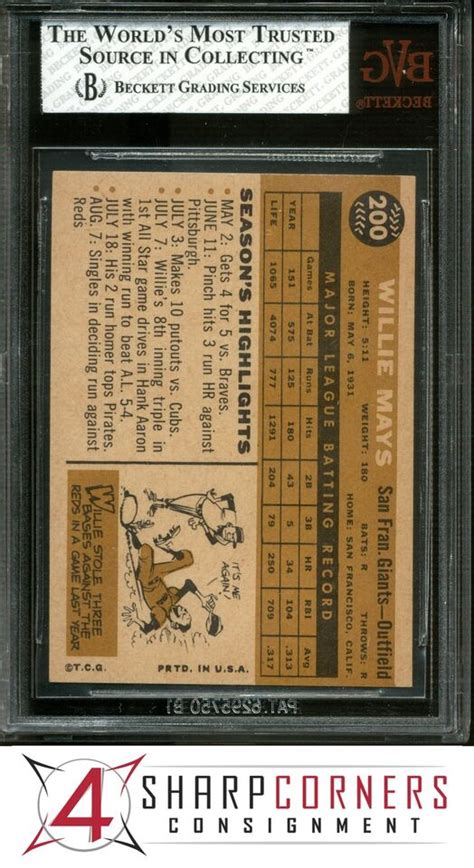 THE WORLD'S MOST TRUSTED
SOURCE IN COLLECTING™
B BECKETT GRADING SERVICES
BVG
BECKETT®
200
WILLIE MAYS
San Fran. Giants—Outfield
HEIGHT: 5:11 WEIGHT: 180 BATS: R THROWS: R
BORN: MAY 6, 1931 HOME: SAN FRANCISCO, CALIF.
MAJOR LEAGUE BATTING RECORD
Games At Bat Runs Hits 2B 3B HR RBI Avg
YEAR 151 575 125 180 43 5 34 104 .313
LIFE 1065 4074 777 1291 204 79 250 709 .317
SEASON'S HIGHLIGHTS
• MAY 2: Gets 4 for 5 vs. Braves.
• JUNE 11: Pinch hits 3 run HR against
Pittsburgh.
• JULY 3: Makes 10 putouts vs. Cubs.
• JULY 7: Willie's 8th inning triple in
1st All Star game drives in Hank Aaron
with winning run to beat A.L. 5-4.
• JULY 18: His 2 run homer tops Pirates.
• AUG. 7: Singles in deciding run against
Reds
IT'S ME AGAIN!
WILLIE STOLE THREE
BASES AGAINST THE
REDS IN A GAME LAST YEAR
©T.C.G. PRTD. IN U.S.A.
PAT. 6295750 B1
4
SHARPCORNERS
CONSIGNMENT